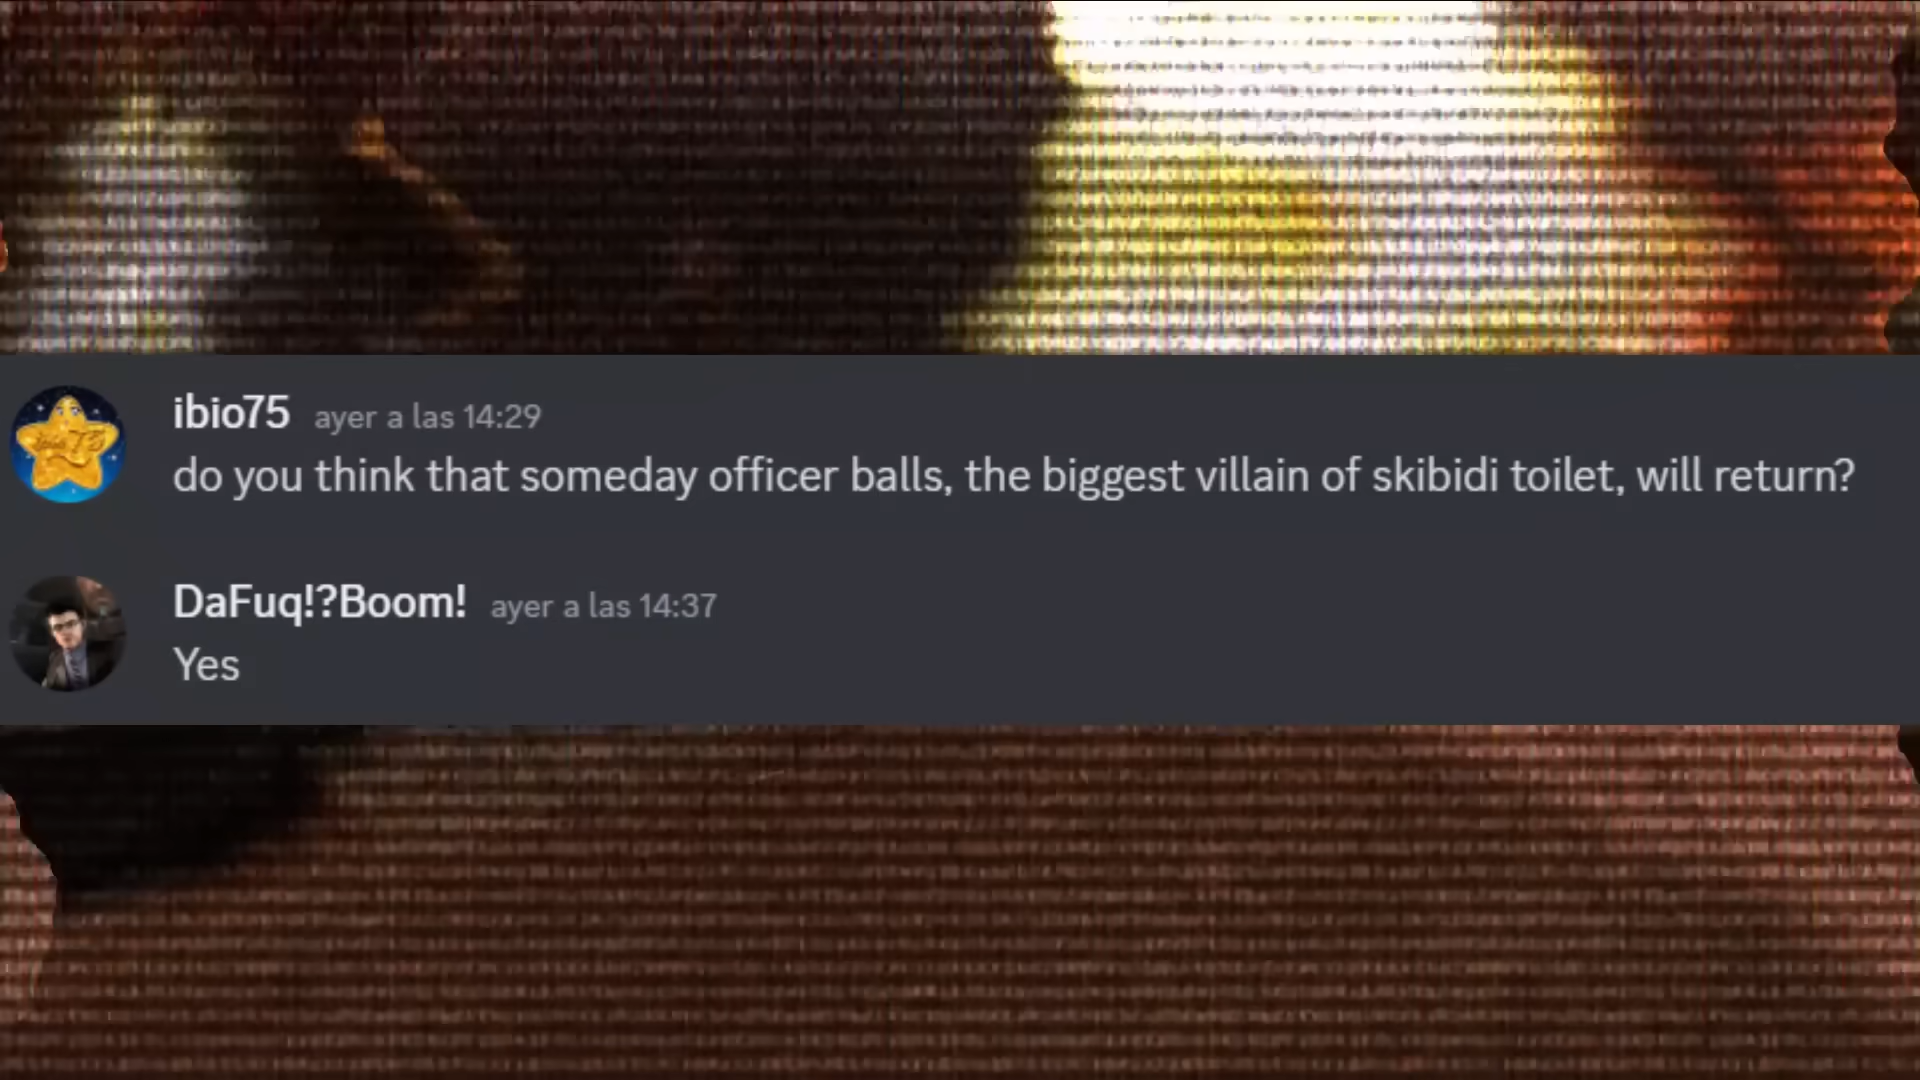 ibio75 ayer a las 14:29
do you think that someday officer balls, the biggest villain of skibidi toilet, will return?
DaFuq!?Boom! ayer a las 14:37
Yes